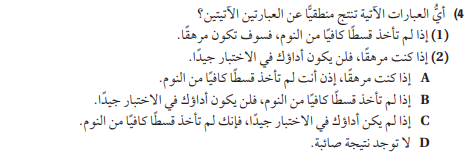 (4 أيُّ العبارات الآتية تنتج منطقيًّا عن العبارتين الآتيتين؟
(1) إذا لم تأخذ قسطًا كافيًا من النوم، فسوف تكون مرهقًا.
(2) إذا كنت مرهقًا، فلن يكون أداؤك في الاختبار جيدًا.
A إذا كنت مرهقًا، إذن أنت لم تأخذ قسطًا كافيًا من النوم.
B إذا لم تأخذ قسطًا كافيًا من النوم، فلن يكون أداؤك في الاختبار جيدًا.
C إذا لم يكن أداؤك في الاختبار جيدًا، فإنك لم تأخذ قسطًا كافيًا من النوم.
D لا توجد نتيجة صائبة.